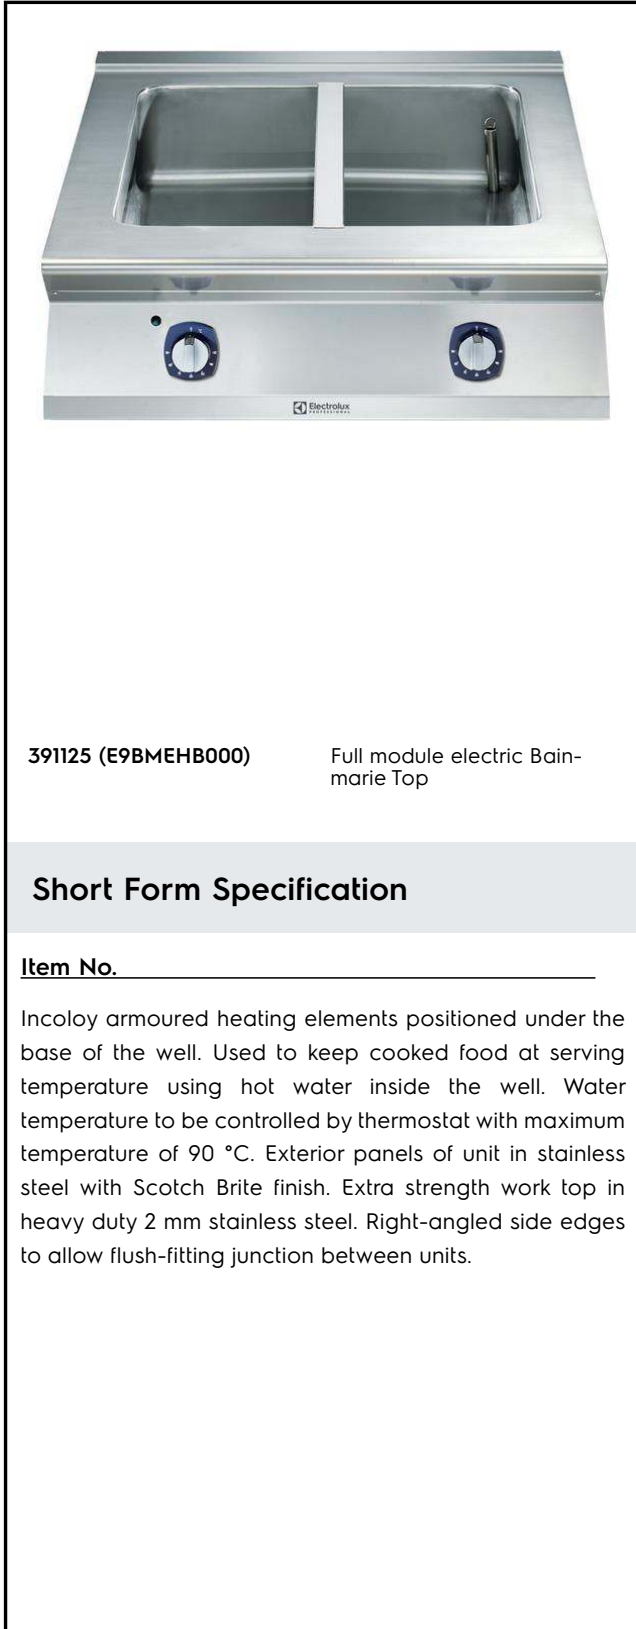 Electrolux
PROFESSIONAL
391125 (E9BMEHB000)
Full module electric Bain-
marie Top
Short Form Specification
Item No.
Incoloy armoured heating elements positioned under the
base of the well. Used to keep cooked food at serving
temperature using hot water inside the well. Water
temperature to be controlled by thermostat with maximum
temperature of 90 °C. Exterior panels of unit in stainless
steel with Scotch Brite finish. Extra strength work top in
heavy duty 2 mm stainless steel. Right-angled side edges
to allow flush-fitting junction between units.